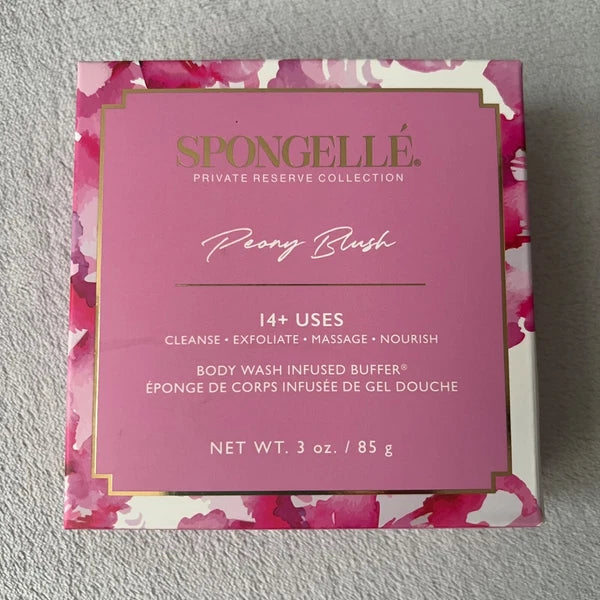 SPONGELLÉ®
PRIVATE RESERVE COLLECTION
Peony Blush
14+ USES
CLEANSE • EXFOLIATE • MASSAGE • NOURISH
BODY WASH INFUSED BUFFER®
ÉPONGE DE CORPS INFUSÉE DE GEL DOUCHE
NET WT. 3 oz. / 85 g